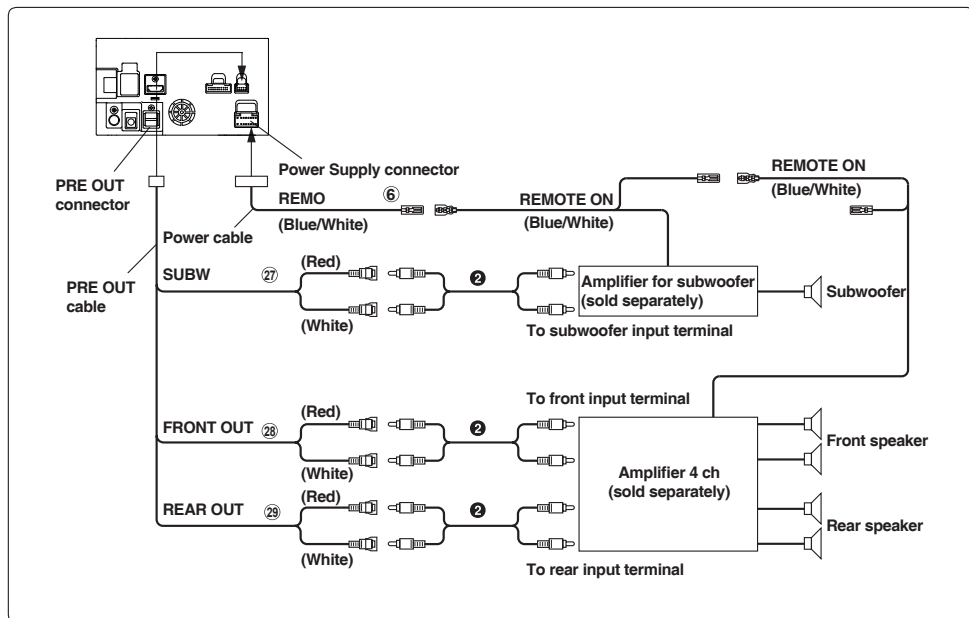 Power Supply connector
PRE OUT
connector
REMO
⑥
(Blue/White)
REMOTE ON
(Blue/White)
REMOTE ON
(Blue/White)
Power cable
PRE OUT
cable
SUBW
㉗
(Red)
(White)
❷
Amplifier for subwoofer
(sold separately)
Subwoofer
To subwoofer input terminal
To front input terminal
FRONT OUT
㉘
(Red)
(White)
❷
Amplifier 4 ch
(sold separately)
Front speaker
REAR OUT
㉙
(Red)
(White)
❷
Rear speaker
To rear input terminal